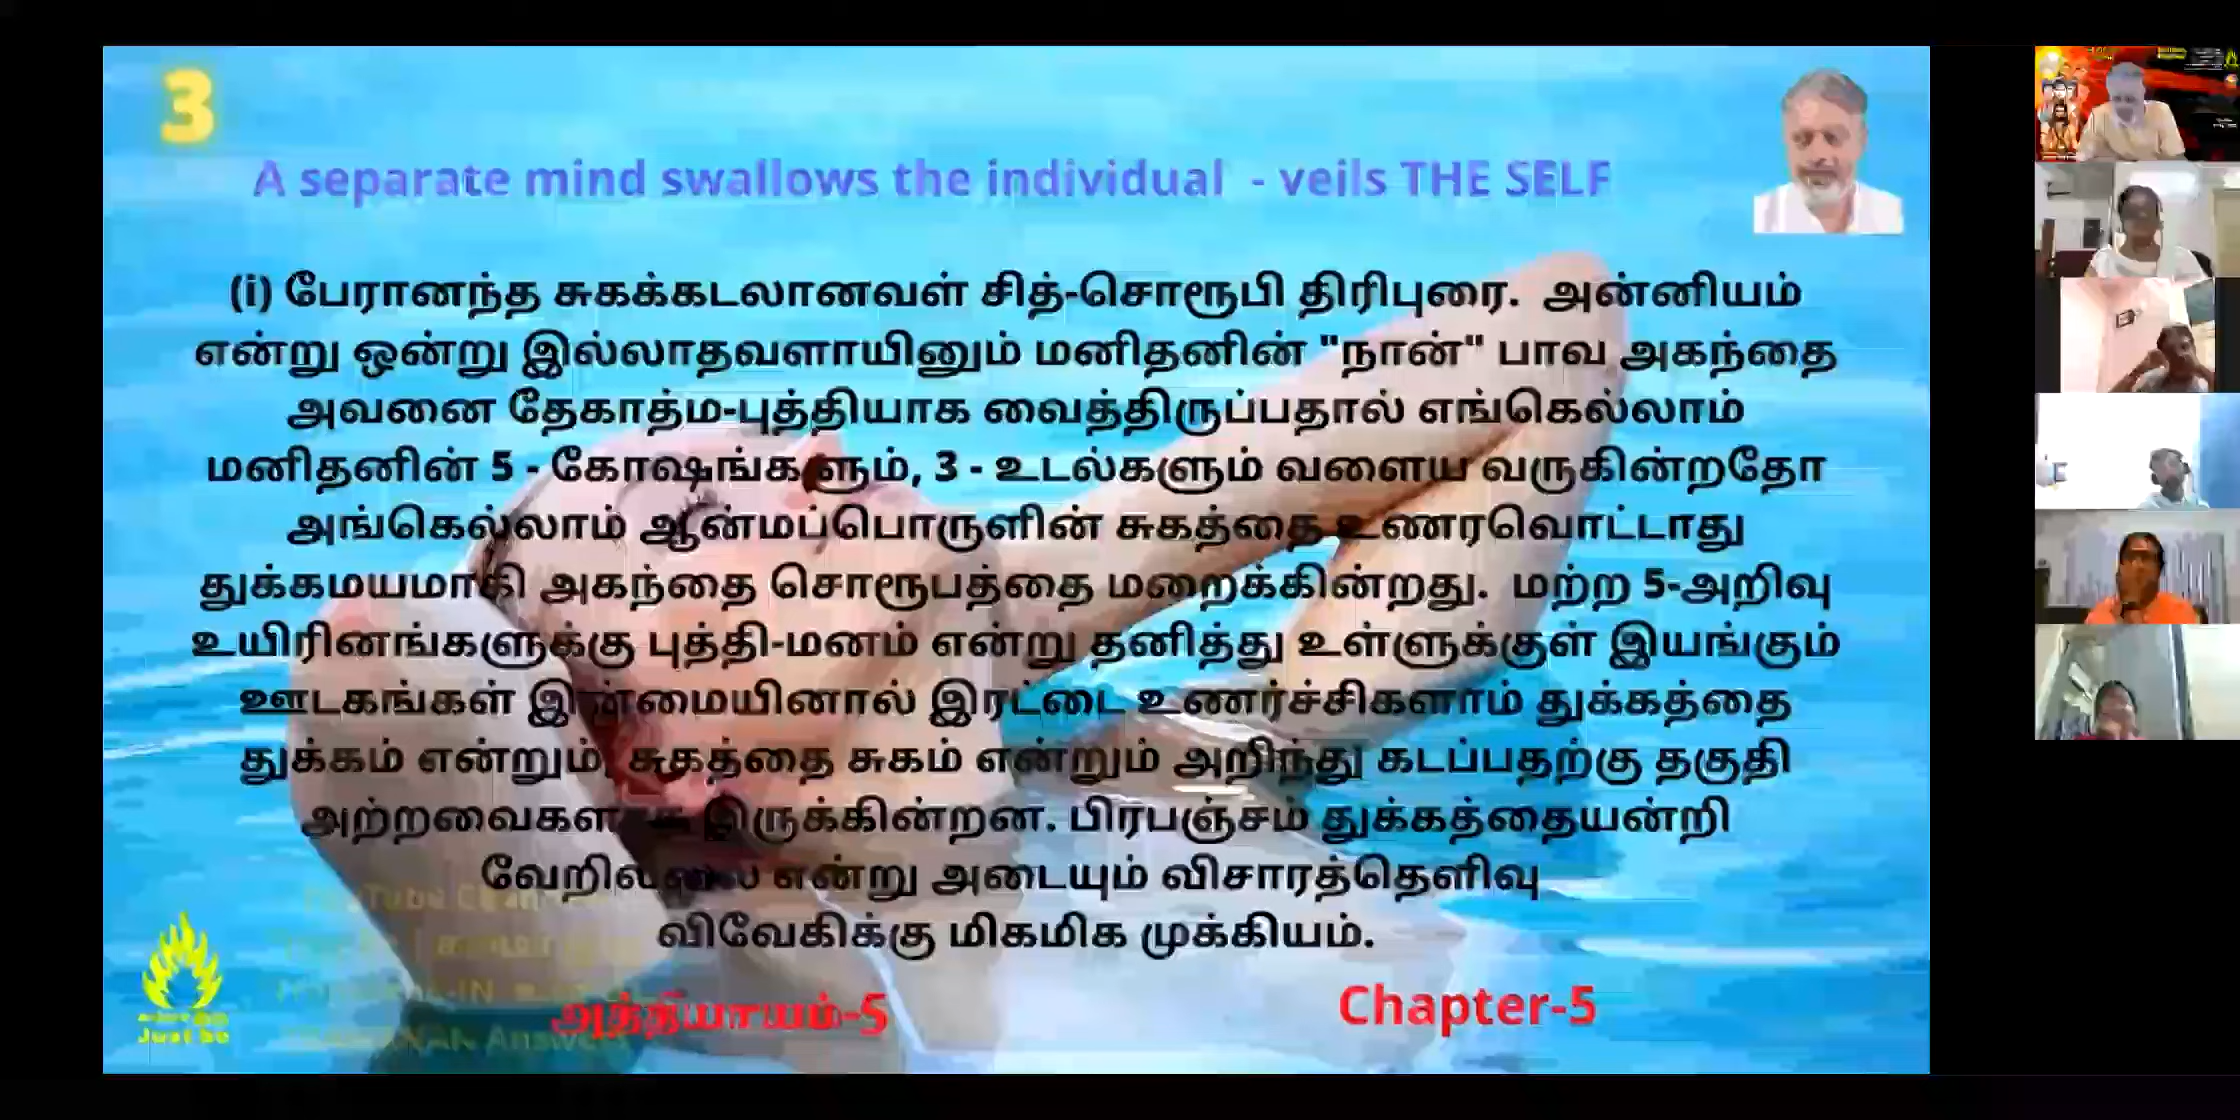 3
A separate mind swallows the individual - veils THE SELF
(i) பேரானந்த சுகக்கடலானவள் சித்-சொரூபி திரிபுரை. அன்னியம்
என்று ஒன்று இல்லாதவளாயினும் மனிதனின் "நான்" பாவ அகந்தை
அவனை தேகாத்ம-புத்தியாக வைத்திருப்பதால் எங்கெல்லாம்
மனிதனின் 5 - கோஷங்களும், 3 - உடல்களும் வளைய வருகின்றதோ
அங்கெல்லாம் ஆன்மப்பொருளின் சுகத்தை உணரவொட்டாது
துக்கமயமாகி அகந்தை சொரூபத்தை மறைக்கின்றது. மற்ற 5-அறிவு
உயிரினங்களுக்கு புத்தி-மனம் என்று தனித்து உள்ளுக்குள் இயங்கும்
ஊடகங்கள் இன்மையினால் இரட்டை உணர்ச்சிகளாம் துக்கத்தை
துக்கம் என்றும், சுகத்தை சுகம் என்றும் அறிந்து கடப்பதற்கு தகுதி
அற்றவைகளாக இருக்கின்றன. பிரபஞ்சம் துக்கத்தையன்றி
வேறில்லை என்று அடையும் விசாரத்தெளிவு
விவேகிக்கு மிகமிக முக்கியம்.
YouTube
அத்தியாயம்-5
Chapter-5
Just be